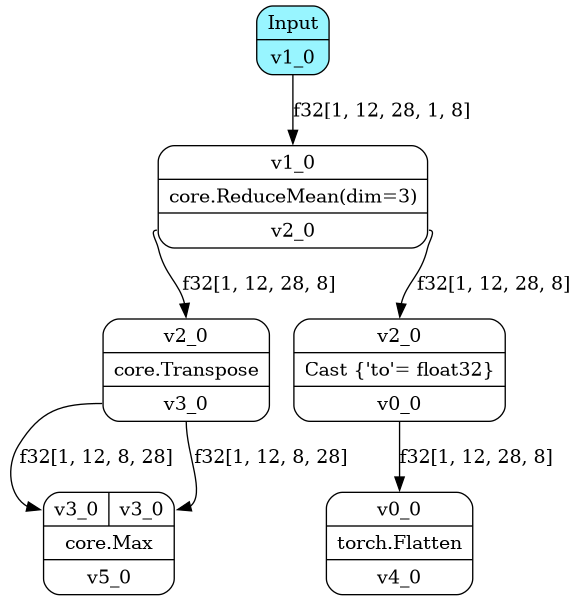 Input
v1_0
f32[1, 12, 28, 1, 8]
v1_0
core.ReduceMean(dim=3)
v2_0
f32[1, 12, 28, 8]
f32[1, 12, 28, 8]
v2_0
core.Transpose
v3_0
v2_0
Cast {'to'= float32}
v0_0
f32[1, 12, 8, 28]
f32[1, 12, 8, 28]
f32[1, 12, 28, 8]
v3_0 v3_0
core.Max
v5_0
v0_0
torch.Flatten
v4_0